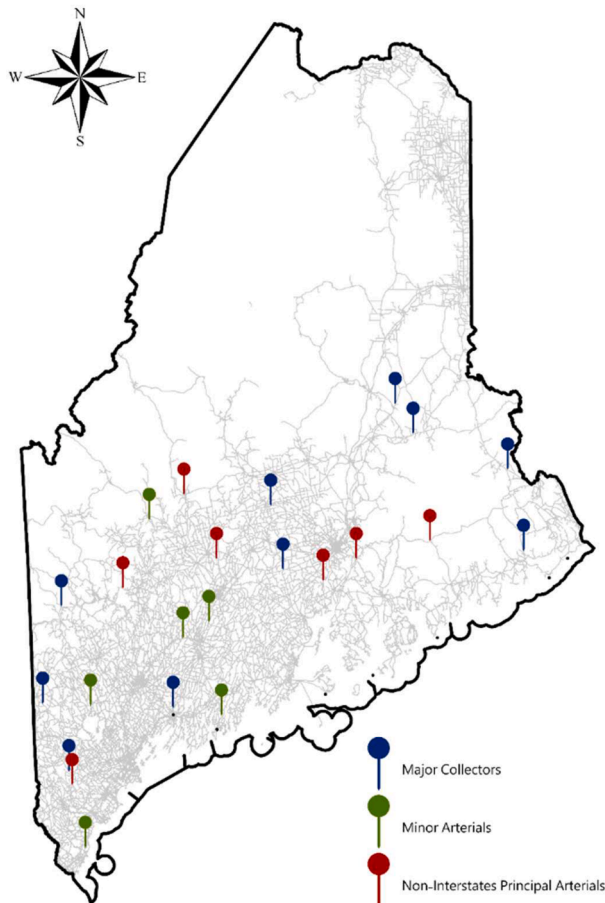 N
W E
S
Major Collectors
Minor Arterials
Non-Interstates Principal Arterials